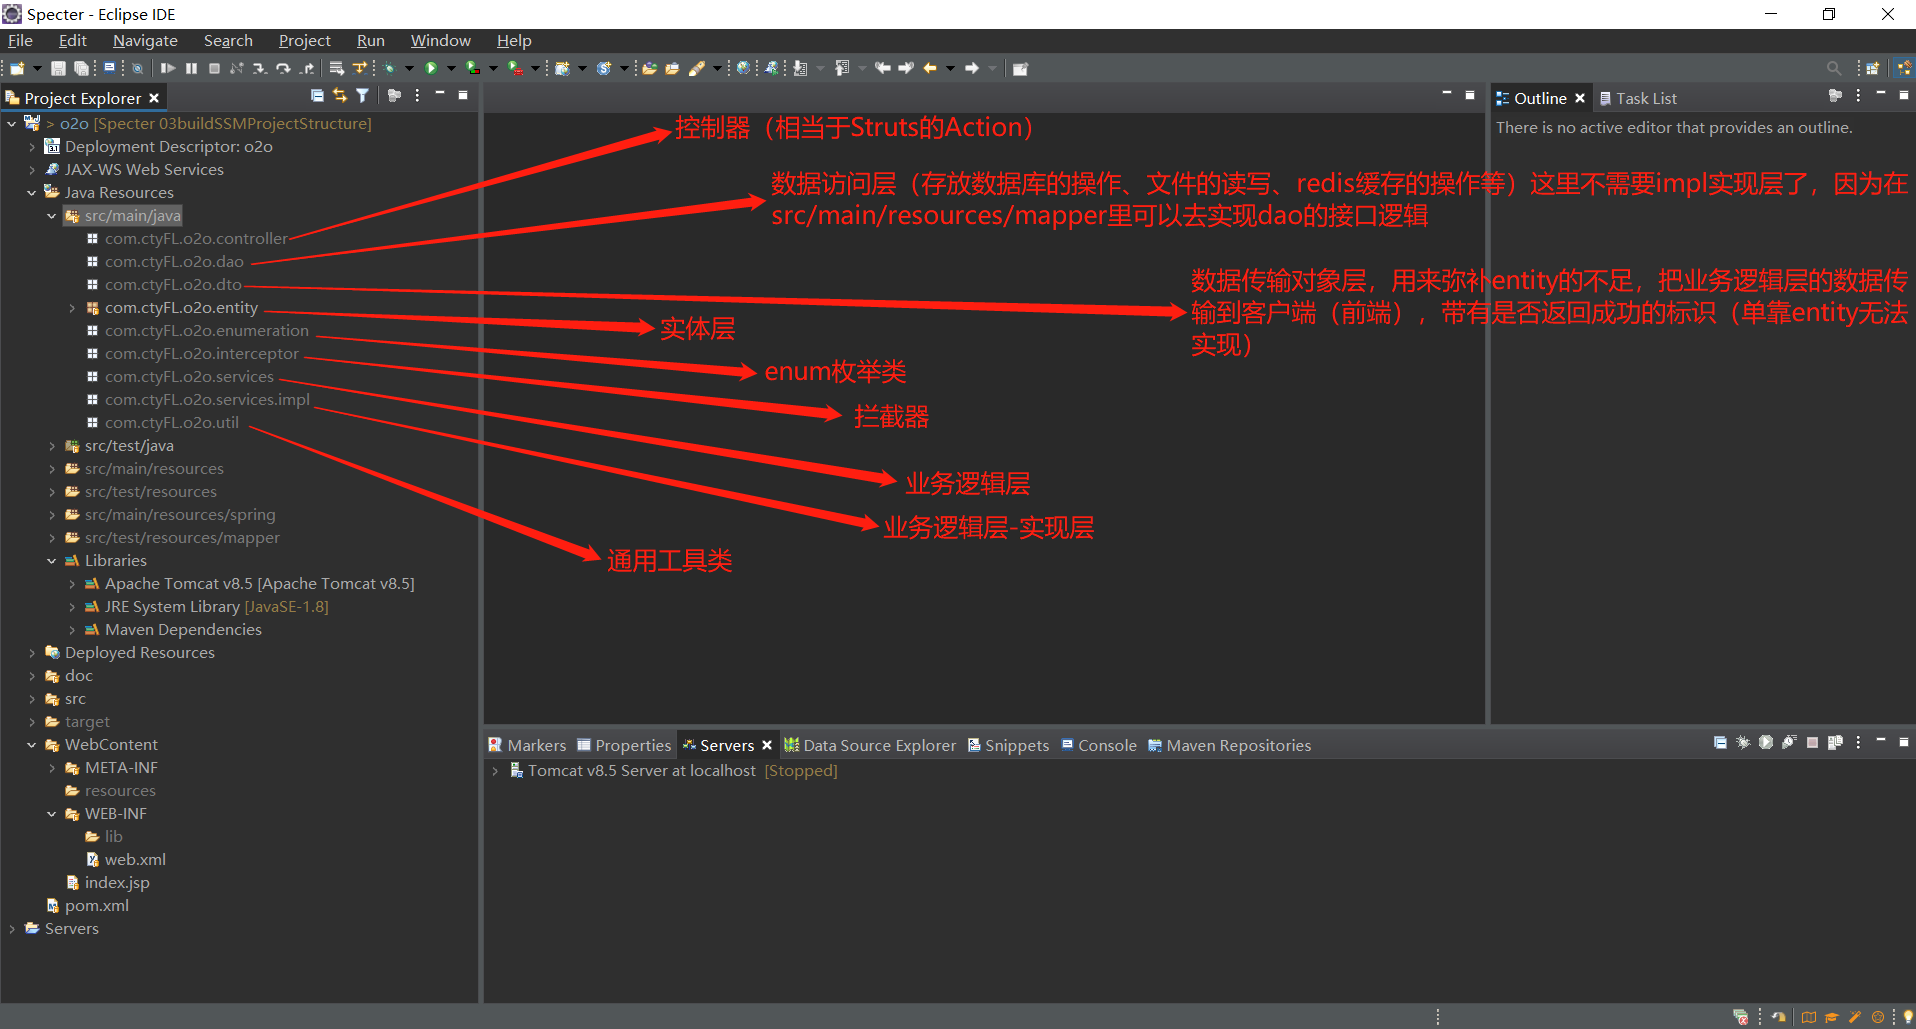 Specter - Eclipse IDE
File Edit Navigate Search Project Run Window Help
Project Explorer
> o2o [Specter 03buildSSMProjectStructure]
Deployment Descriptor: o2o
JAX-WS Web Services
Java Resources
src/main/java
com.ctyFL.o2o.controller
com.ctyFL.o2o.dao
com.ctyFL.o2o.dto
com.ctyFL.o2o.entity
com.ctyFL.o2o.enumeration
com.ctyFL.o2o.interceptor
com.ctyFL.o2o.services
com.ctyFL.o2o.services.impl
com.ctyFL.o2o.util
src/test/java
src/main/resources
src/test/resources
src/main/resources/spring
src/test/resources/mapper
Libraries
Apache Tomcat v8.5 [Apache Tomcat v8.5]
JRE System Library [JavaSE-1.8]
Maven Dependencies
Deployed Resources
doc
src
target
WebContent
META-INF
resources
WEB-INF
lib
web.xml
index.jsp
pom.xml
Servers
控制器（相当于Struts的Action）
数据访问层（存放数据库的操作、文件的读写、redis缓存的操作等）这里不需要impl实现层了，因为在
src/main/resources/mapper里可以去实现dao的接口逻辑
数据传输对象层，用来弥补entity的不足，把业务逻辑层的数据传
输到客户端（前端），带有是否返回成功的标识（单靠entity无法
实现）
实体层
enum枚举类
拦截器
业务逻辑层
业务逻辑层-实现层
通用工具类
Outline Task List
There is no active editor that provides an outline.
Markers Properties Servers Data Source Explorer Snippets Console Maven Repositories
Tomcat v8.5 Server at localhost [Stopped]